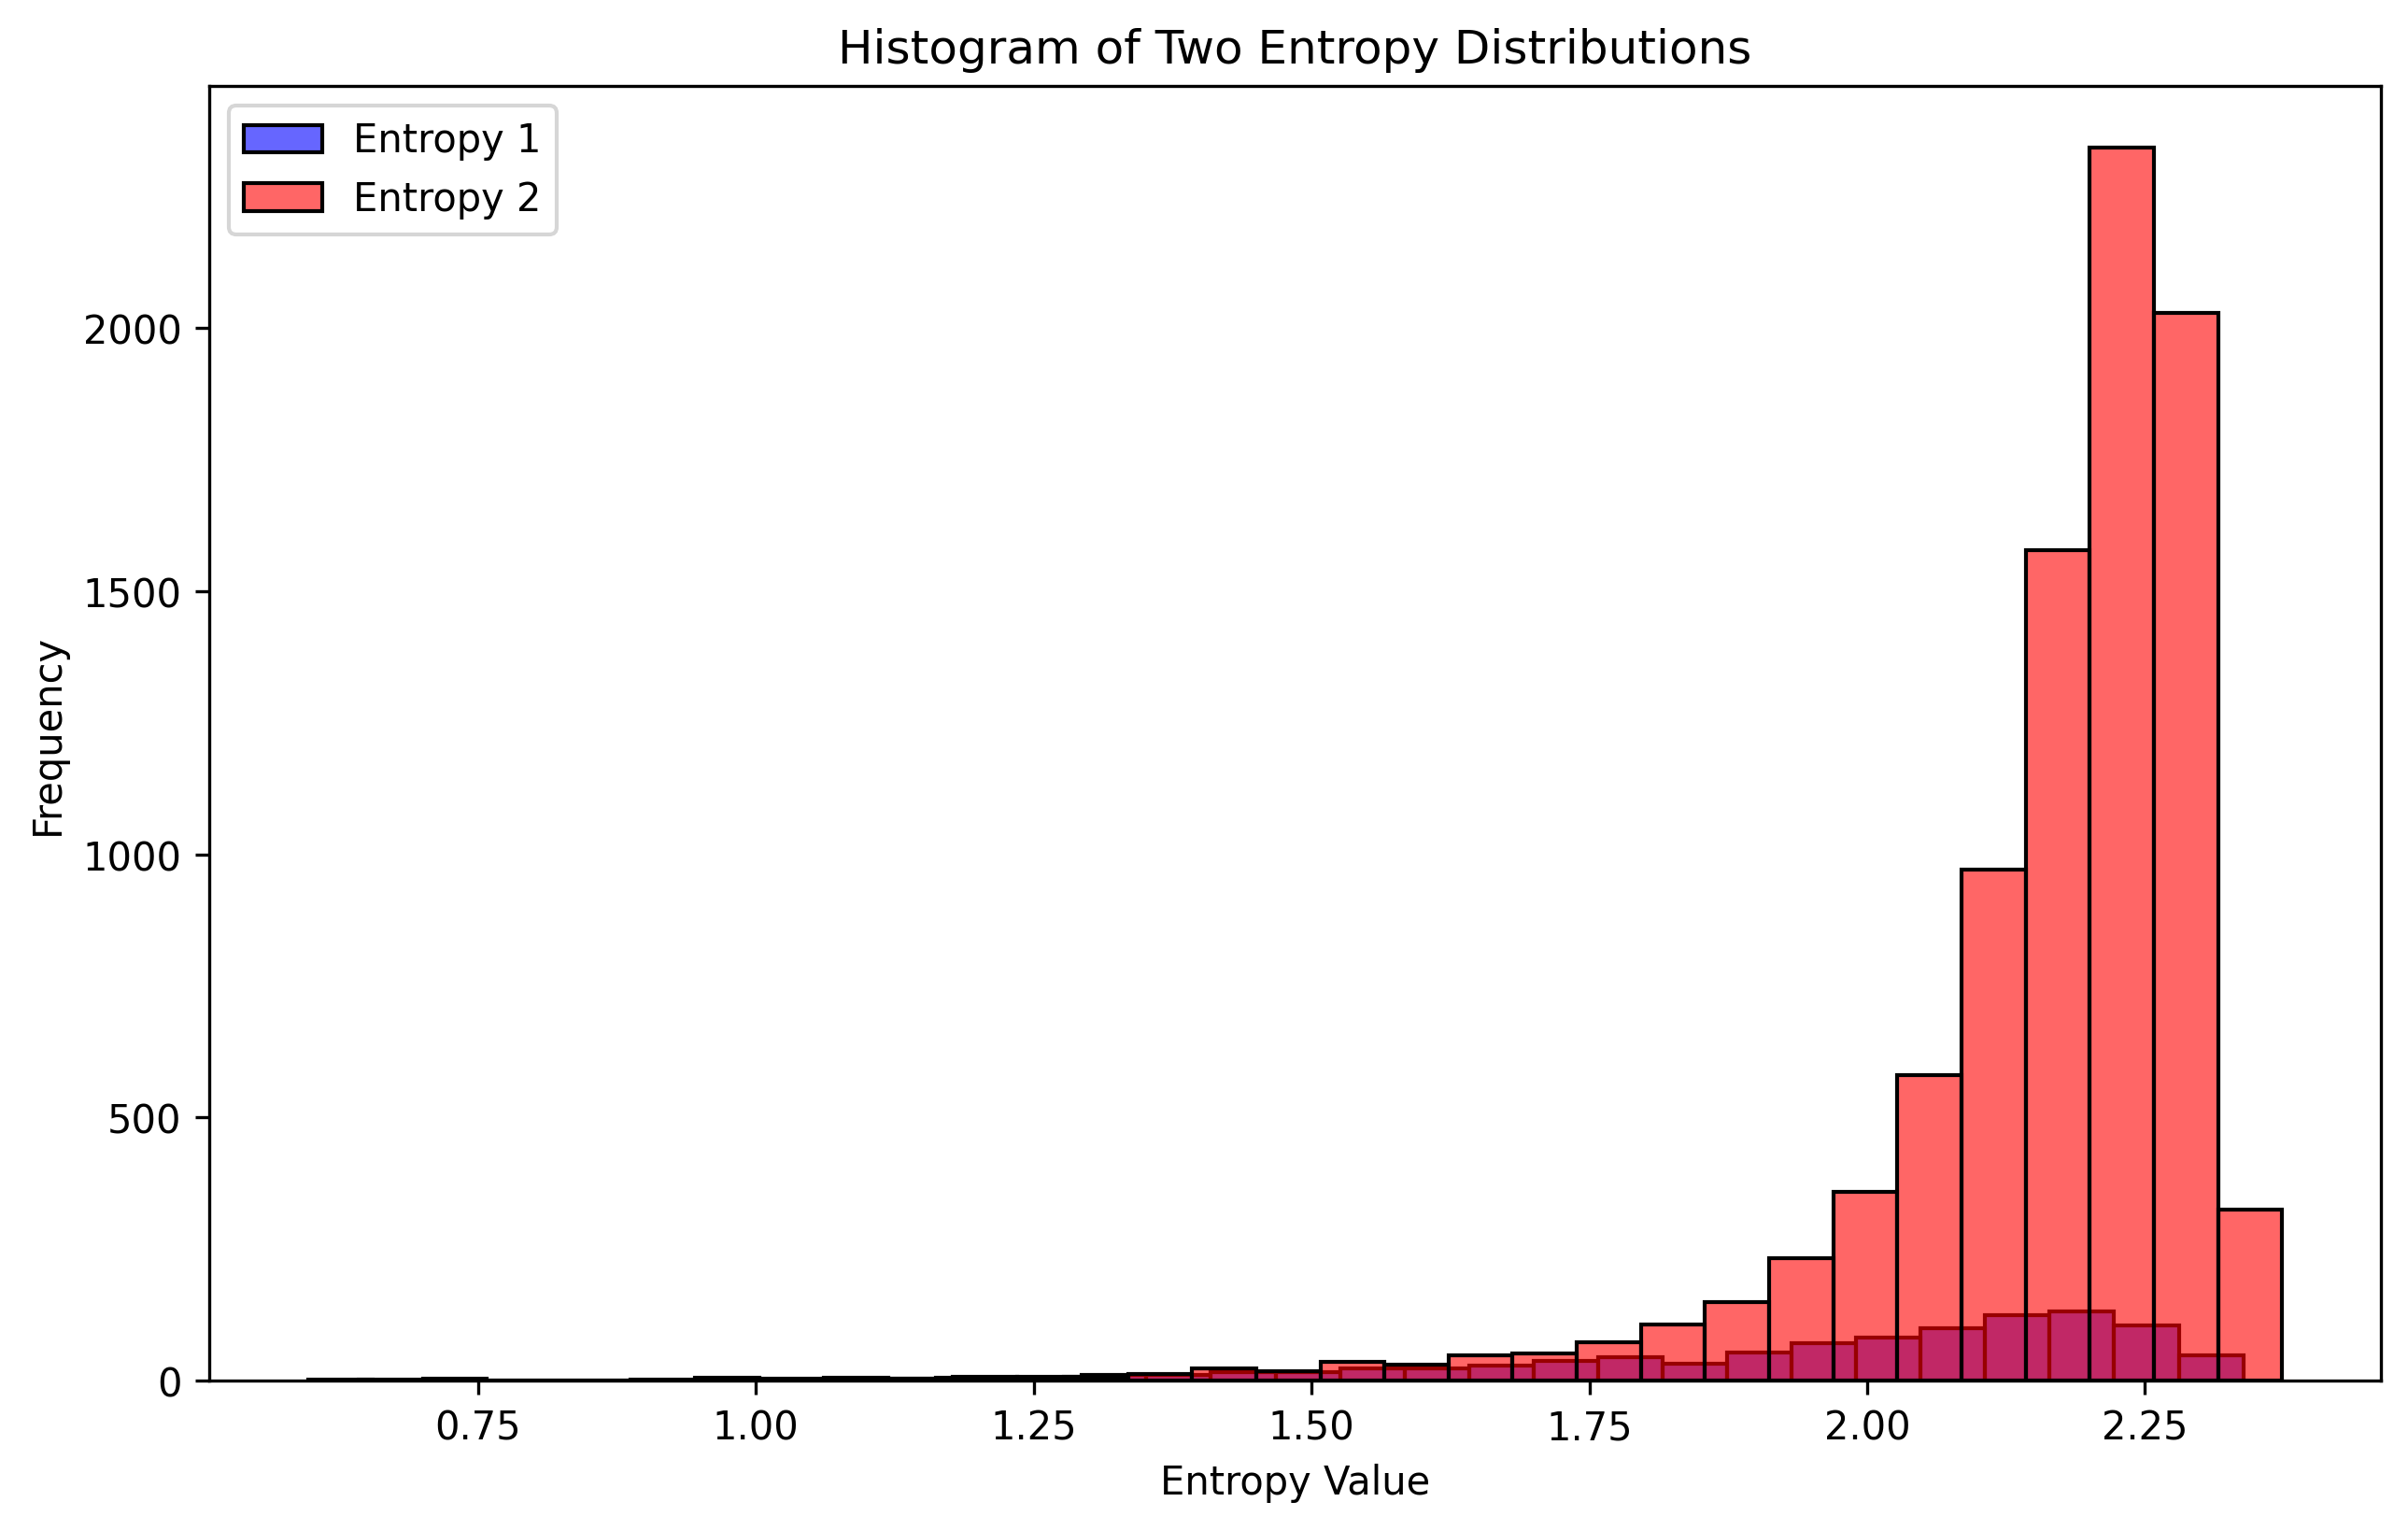 Histogram of Two Entropy Distributions
Entropy 1
Entropy 2
Frequency
2000
1500
1000
500
0
0.75 1.00 1.25 1.50 1.75 2.00 2.25
Entropy Value